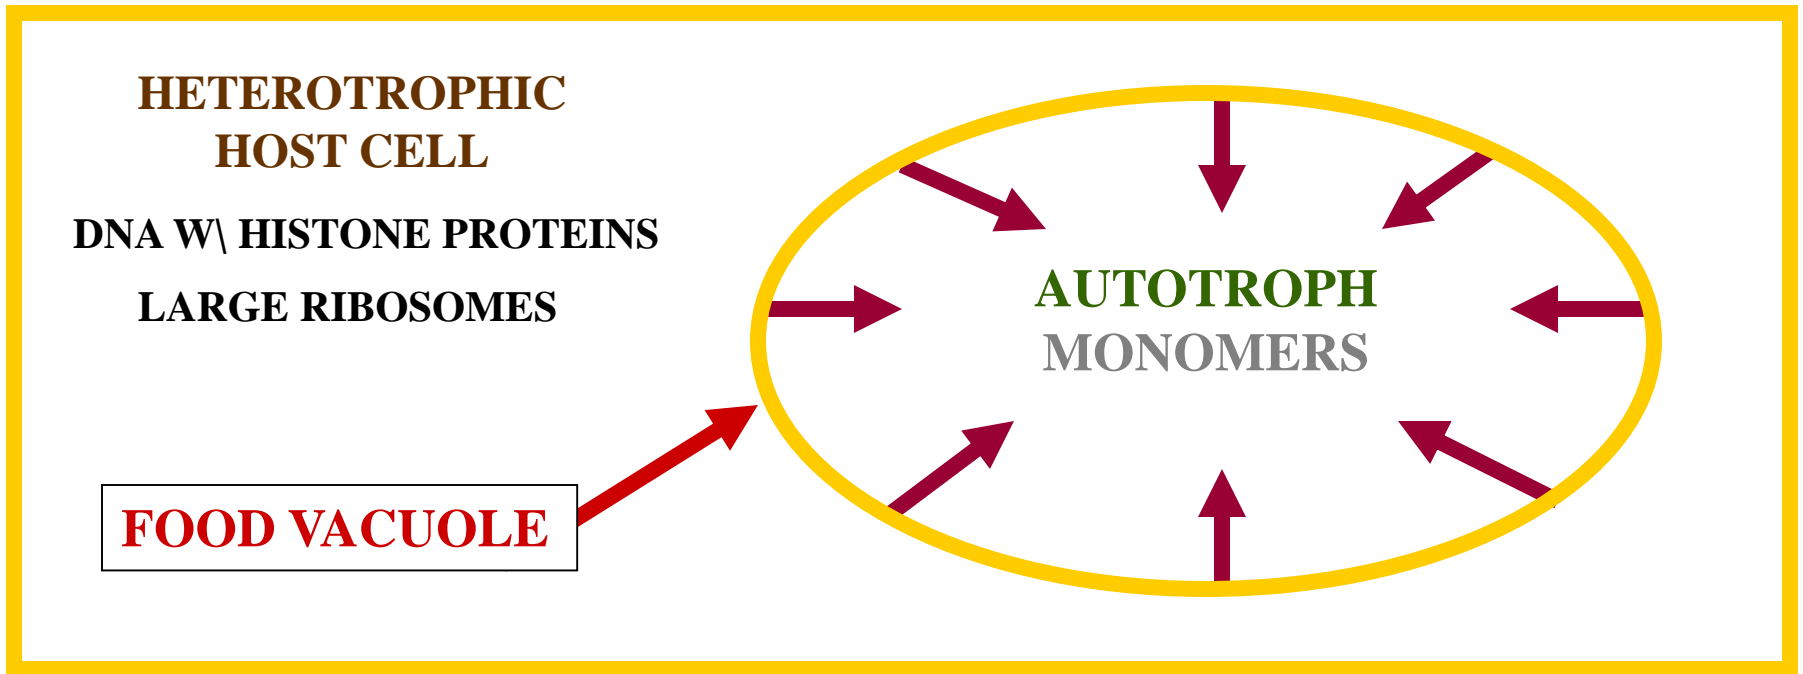 HETEROTROPHIC
HOST CELL
DNA W\ HISTONE PROTEINS
LARGE RIBOSOMES
AUTOTROPH
MONOMERS
FOOD VACUOLE